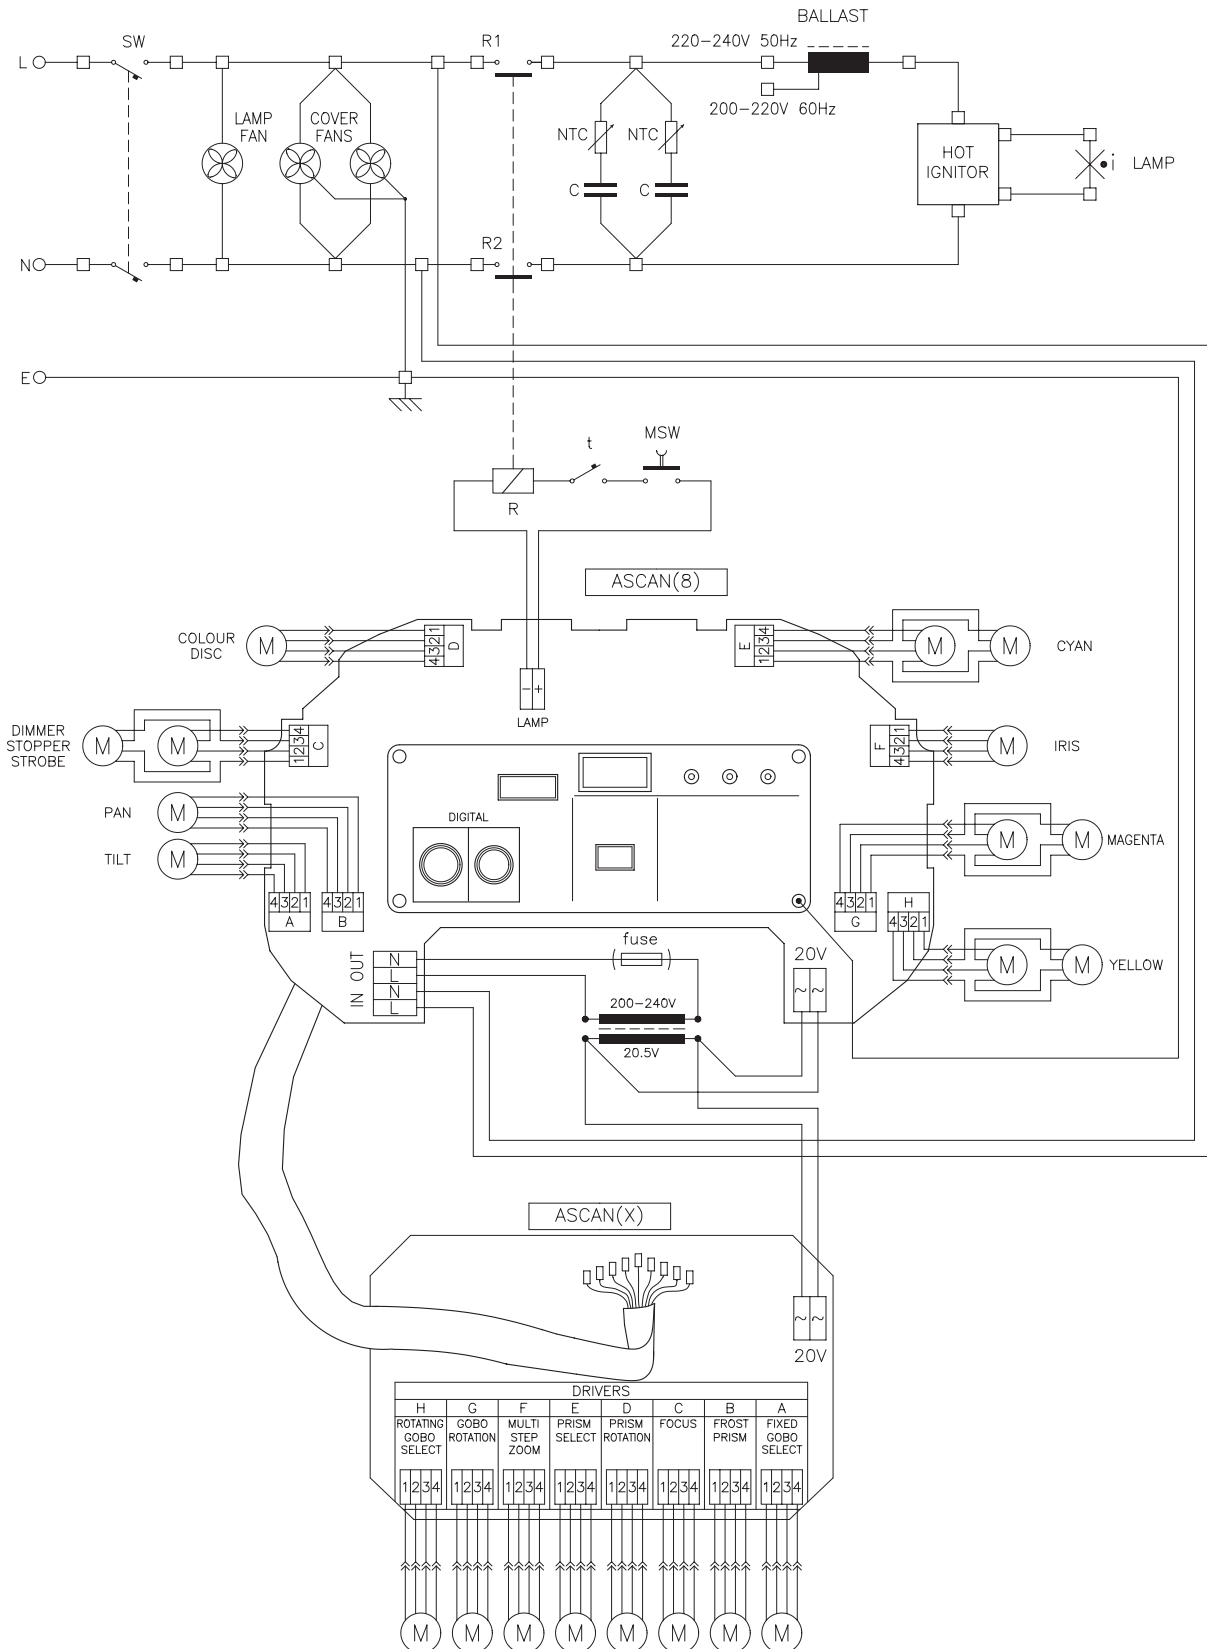 BALLAST
SW
R1
220-240V 50Hz
L
200-220V 60Hz
LAMP
FAN
COVER
FANS
NTC
NTC
HOT
IGNITOR
i LAMP
C
C
R2
N
E
t
MSW
R
ASCAN(8)
COLOUR
DISC
M
4321
D
E
1234
M
M
CYAN
- +
LAMP
DIMMER
STOPPER
STROBE
M
M
1234
C
F
4321
M
IRIS
PAN
M
DIGITAL
TILT
M
M
M
MAGENTA
4321
A
4321
B
4321
G
H
4321
M
M
YELLOW
IN OUT
N
L
N
L
fuse
20V
~ ~
200-240V
20.5V
ASCAN(X)
~ ~
20V
DRIVERS
H G F E D C B A
ROTATING
GOBO
SELECT
GOBO
ROTATION
MULTI
STEP
ZOOM
PRISM
SELECT
PRISM
ROTATION
FOCUS
FROST
PRISM
FIXED
GOBO
SELECT
1234 1234 1234 1234 1234 1234 1234 1234
M M M M M M M M